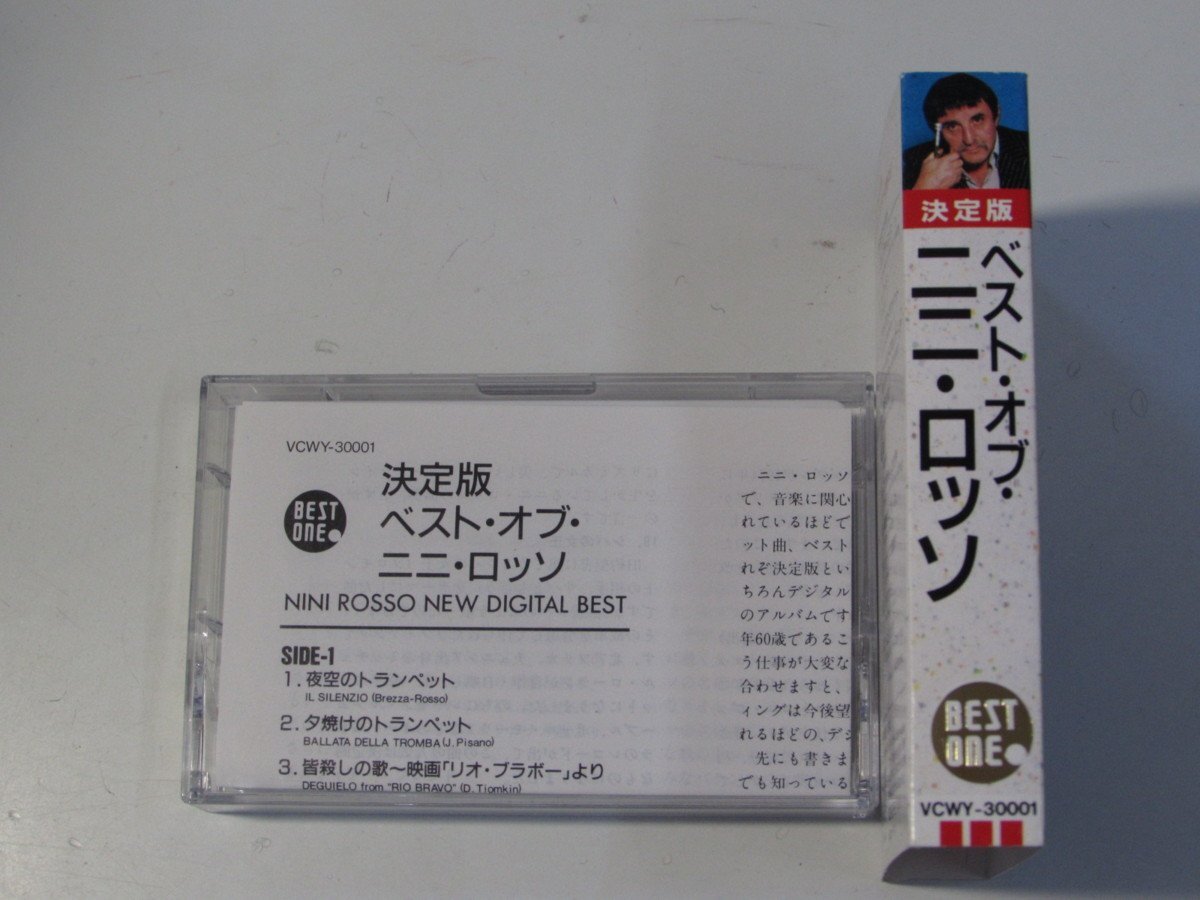 VCWY-30001
BEST
ONE.
決定版
ベスト・オブ・
ニニ・ロッソ
NINI ROSSO NEW DIGITAL BEST
SIDE-1
1. 夜空のトランペット
IL SILENZIO (Brezza-Rosso)
2. 夕焼けのトランペット
BALLATA DELLA TROMBA (J. Pisano)
3. 皆殺しの歌～映画「リオ・ブラボー」より
DEGUIELO from "RIO BRAVO" (D. Tiomkin)
ニニ・ロッソ
で、音楽に関心
れているほどで
ット曲、ベスト
れぞ決定版とい
ちろんデジタル
のアルバムです
年60歳であるこ
う仕事が大変な
合わせますと、
ィングは今後望
れるほどの、デジ
先にも書きま
でも知っている
決定版
ベスト・オブ・
ニニ・ロッソ
BEST
ONE.
VCWY-30001